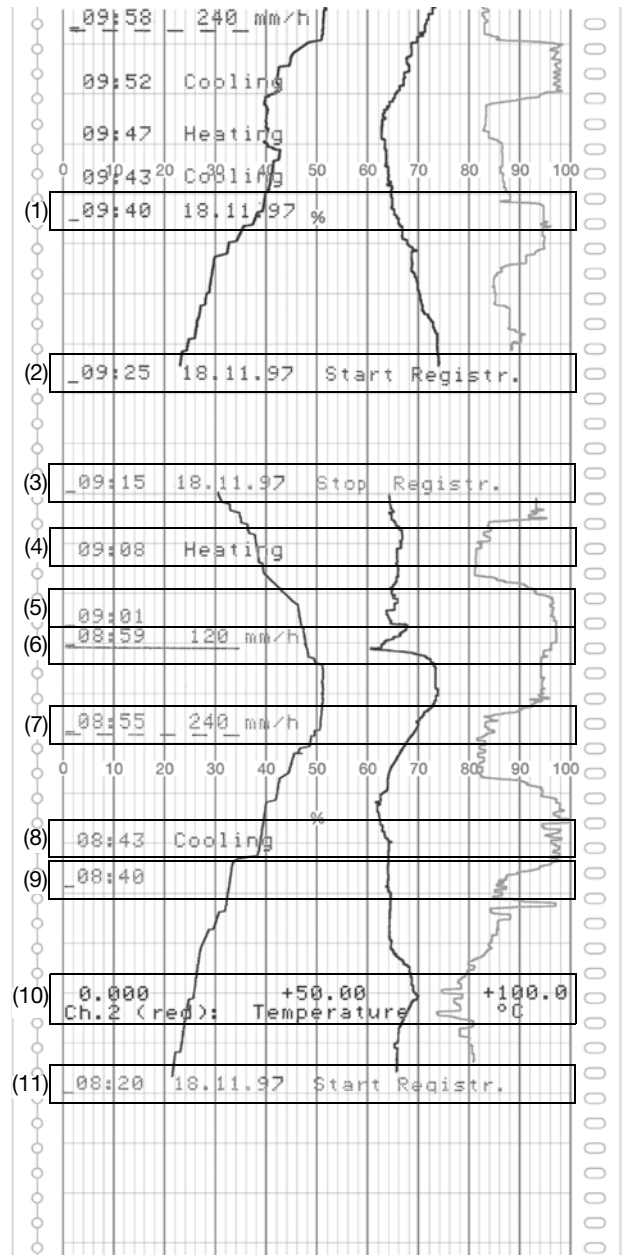 _09:58 240 mm/h
09:52 Cooling
09:47 Heating
0 10 20 30 40 50 60 70 80 90 100
09:43 Cooling
(1) _09:40 18.11.97 %
(2) _09:25 18.11.97 Start Registr.
(3) _09:15 18.11.97 Stop Registr.
(4) 09:08 Heating
(5) _09:01
(6) _08:59 120 mm/h
(7) _08:55 240 mm/h
0 10 20 30 40 50 60 70 80 90 100
%
(8) 08:43 Cooling
(9) _08:40
(10) 0.000 +50.00 +100.0
Ch.2 (red): Temperature °C
(11) _08:20 18.11.97 Start Registr.